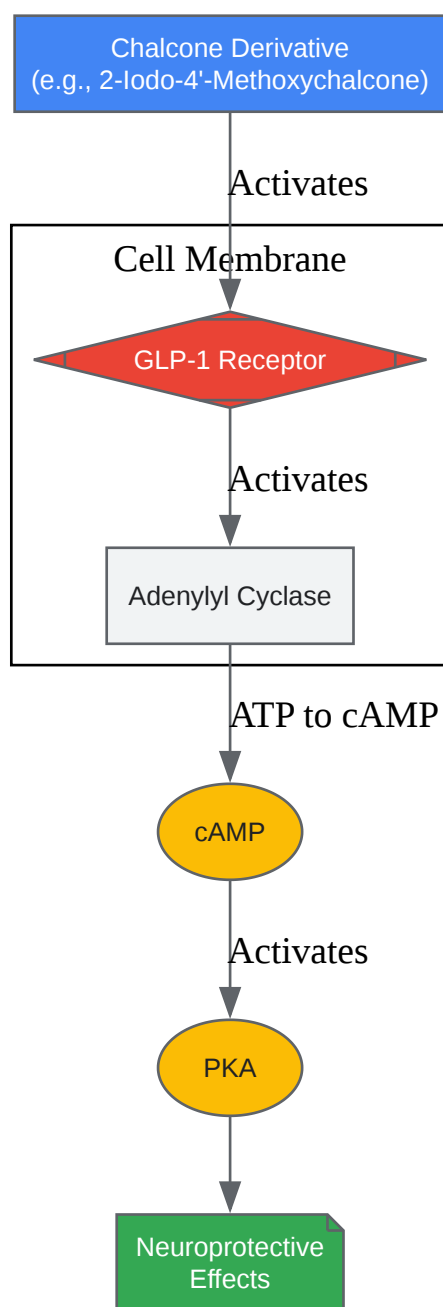 Chalcone Derivative
(e.g., 2-Iodo-4'-Methoxychalcone)
Activates
Cell Membrane
GLP-1 Receptor
Activates
Adenylyl Cyclase
ATP to cAMP
cAMP
Activates
PKA
Neuroprotective
Effects